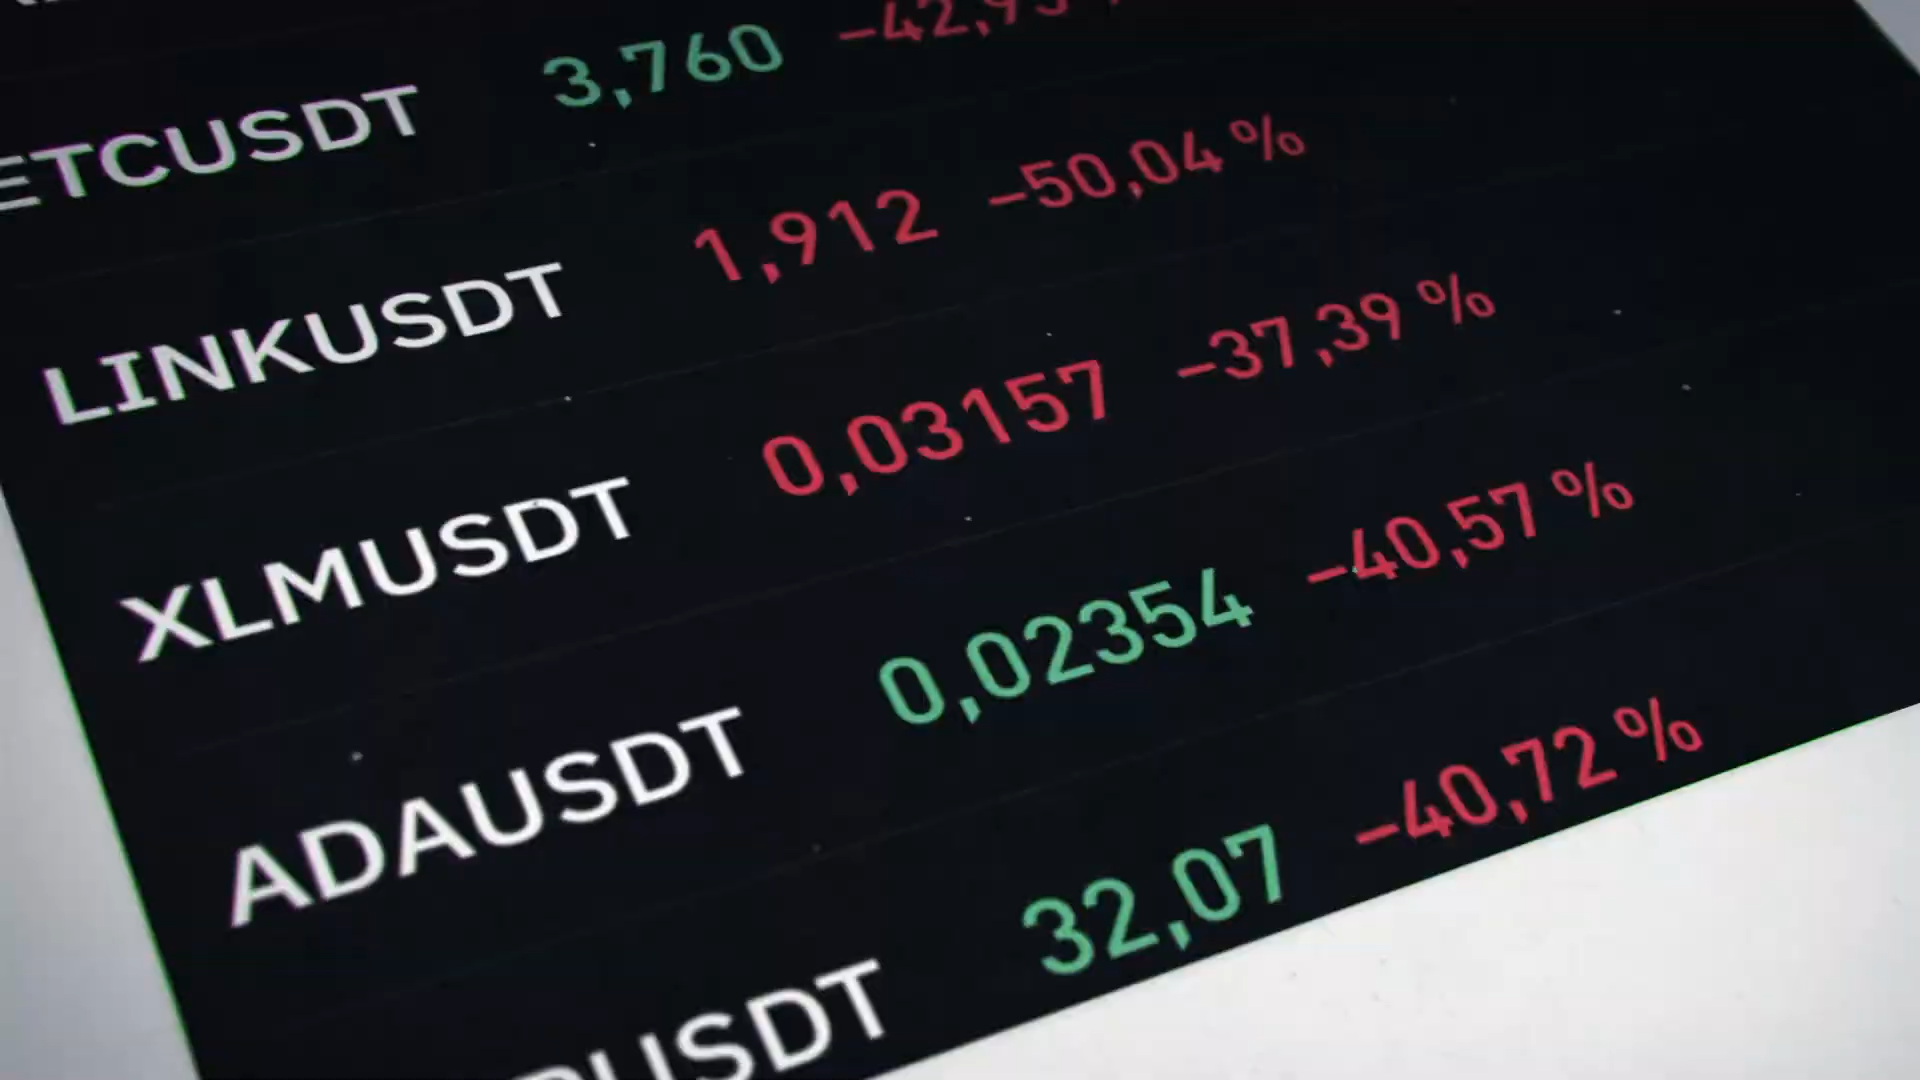 ETCUSDT 3,760
LINKUSDT 1,912 −50,04 %
XLMUSDT 0,03157 −37,39 %
ADAUSDT 0,02354 −40,57 %
32,07 −40,72 %